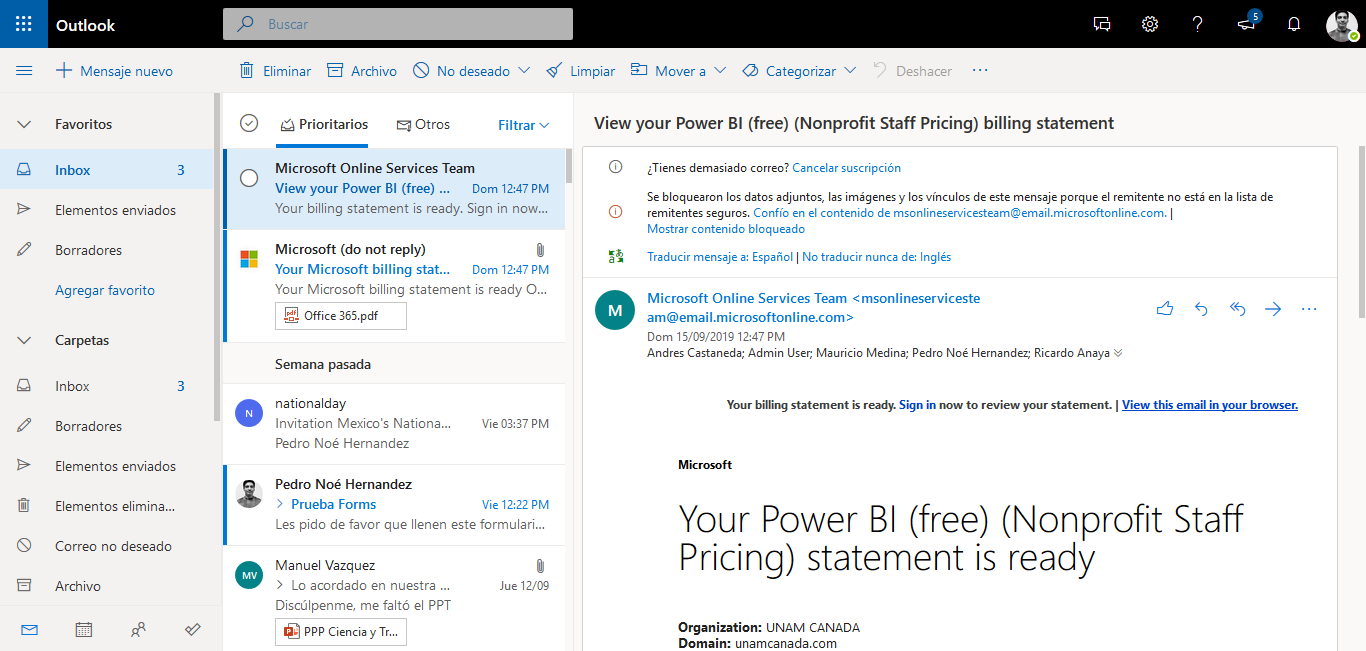 Outlook
Buscar
5
Mensaje nuevo
Eliminar
Archivo
No deseado
Limpiar
Mover a
Categorizar
Deshacer
Favoritos
Inbox 3
Elementos enviados
Borradores
Agregar favorito
Carpetas
Inbox 3
Borradores
Elementos enviados
Elementos elimina...
Correo no deseado
Archivo
Prioritarios
Otros
Filtrar
Microsoft Online Services Team
View your Power BI (free) ... Dom 12:47 PM
Your billing statement is ready. Sign in now...
Microsoft (do not reply)
Your Microsoft billing stat... Dom 12:47 PM
Your Microsoft billing statement is ready O...
Office 365.pdf
Semana pasada
N
nationalday
Invitation Mexico's Nationa... Vie 03:37 PM
Pedro Noé Hernandez
Pedro Noé Hernandez
Prueba Forms Vie 12:22 PM
Les pido de favor que llenen este formulari...
MV
Manuel Vazquez
Lo acordado en nuestra ... Jue 12/09
Discúlpenme, me faltó el PPT
PPP Ciencia y Tr...
View your Power BI (free) (Nonprofit Staff Pricing) billing statement
¿Tienes demasiado correo? Cancelar suscripción
Se bloquearon los datos adjuntos, las imágenes y los vínculos de este mensaje porque el remitente no está en la lista de
remitentes seguros. Confío en el contenido de msonlineservicesteam@email.microsoftonline.com. |
Mostrar contenido bloqueado
Traducir mensaje a: Español | No traducir nunca de: Inglés
M
Microsoft Online Services Team <msonlineserviceste
am@email.microsoftonline.com>
Dom 15/09/2019 12:47 PM
Andres Castaneda; Admin User; Mauricio Medina; Pedro Noé Hernandez; Ricardo Anaya
Your billing statement is ready. Sign in now to review your statement. | View this email in your browser.
Microsoft
Your Power BI (free) (Nonprofit Staff
Pricing) statement is ready
Organization: UNAM CANADA
Domain: unamcanada.com